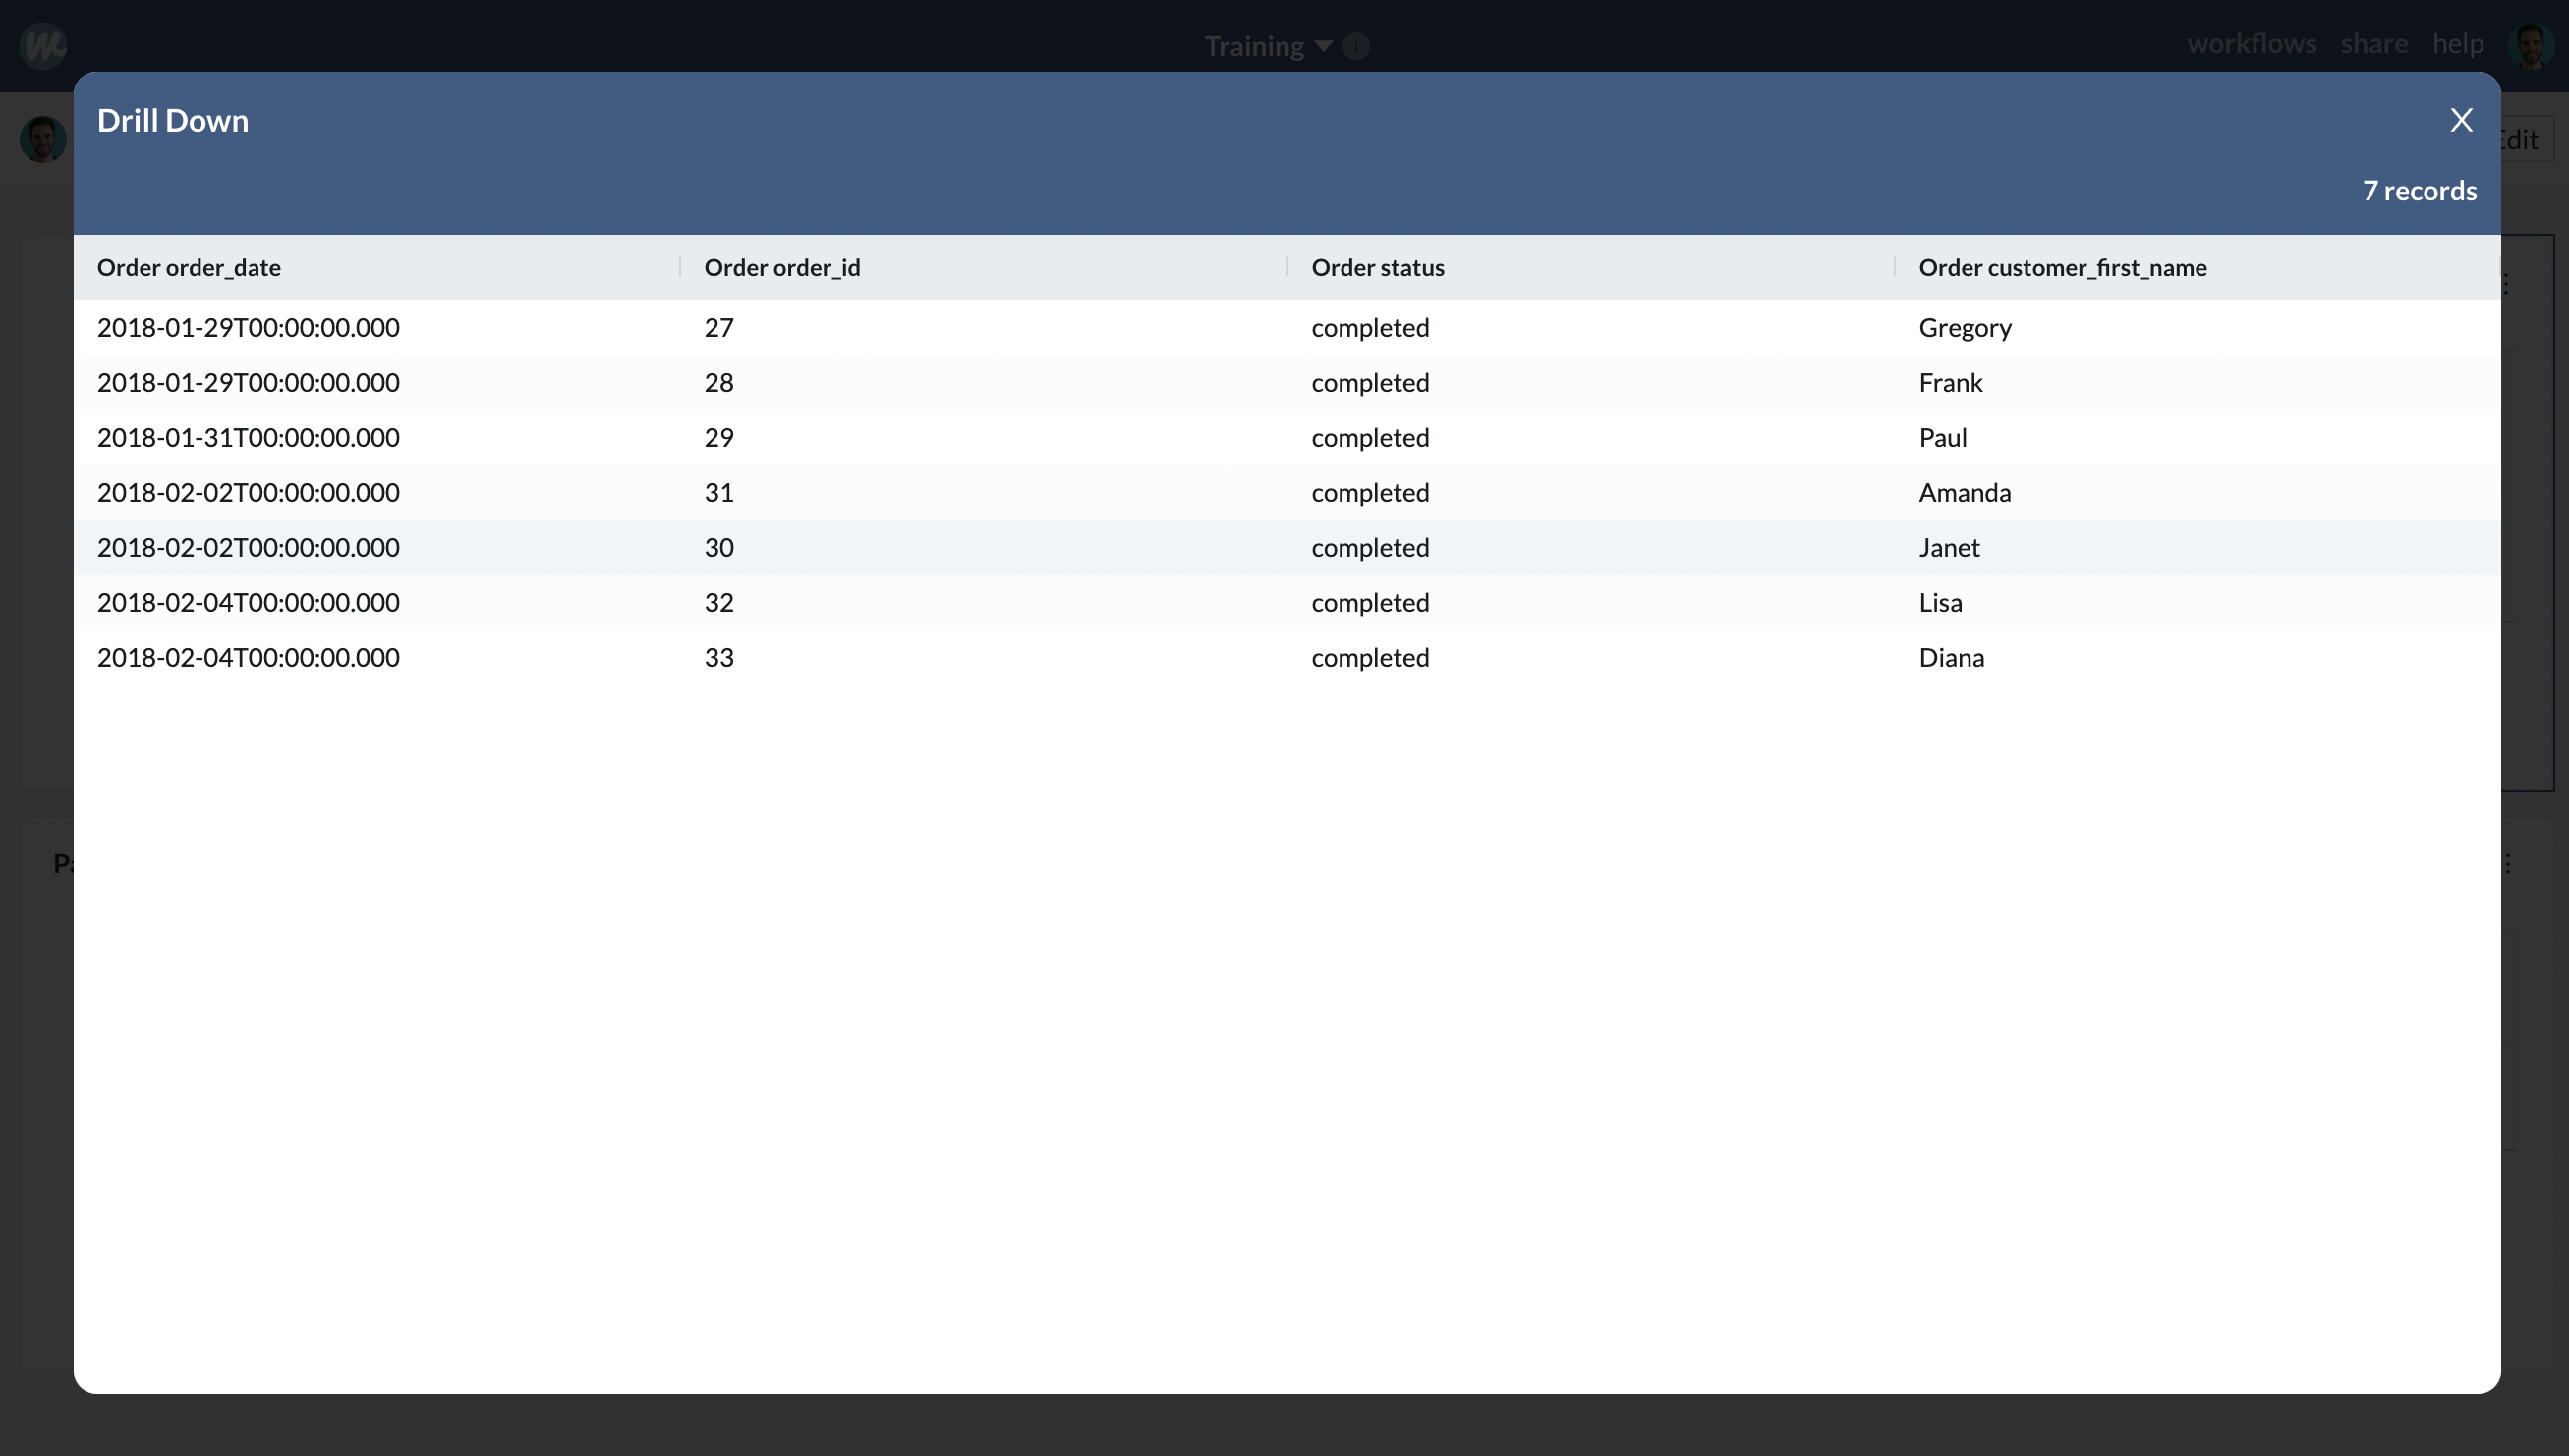 Training
workflows share help
Drill Down
X
7 records
Order order_date Order order_id Order status Order customer_first_name
2018-01-29T00:00:00.000 27 completed Gregory
2018-01-29T00:00:00.000 28 completed Frank
2018-01-31T00:00:00.000 29 completed Paul
2018-02-02T00:00:00.000 31 completed Amanda
2018-02-02T00:00:00.000 30 completed Janet
2018-02-04T00:00:00.000 32 completed Lisa
2018-02-04T00:00:00.000 33 completed Diana